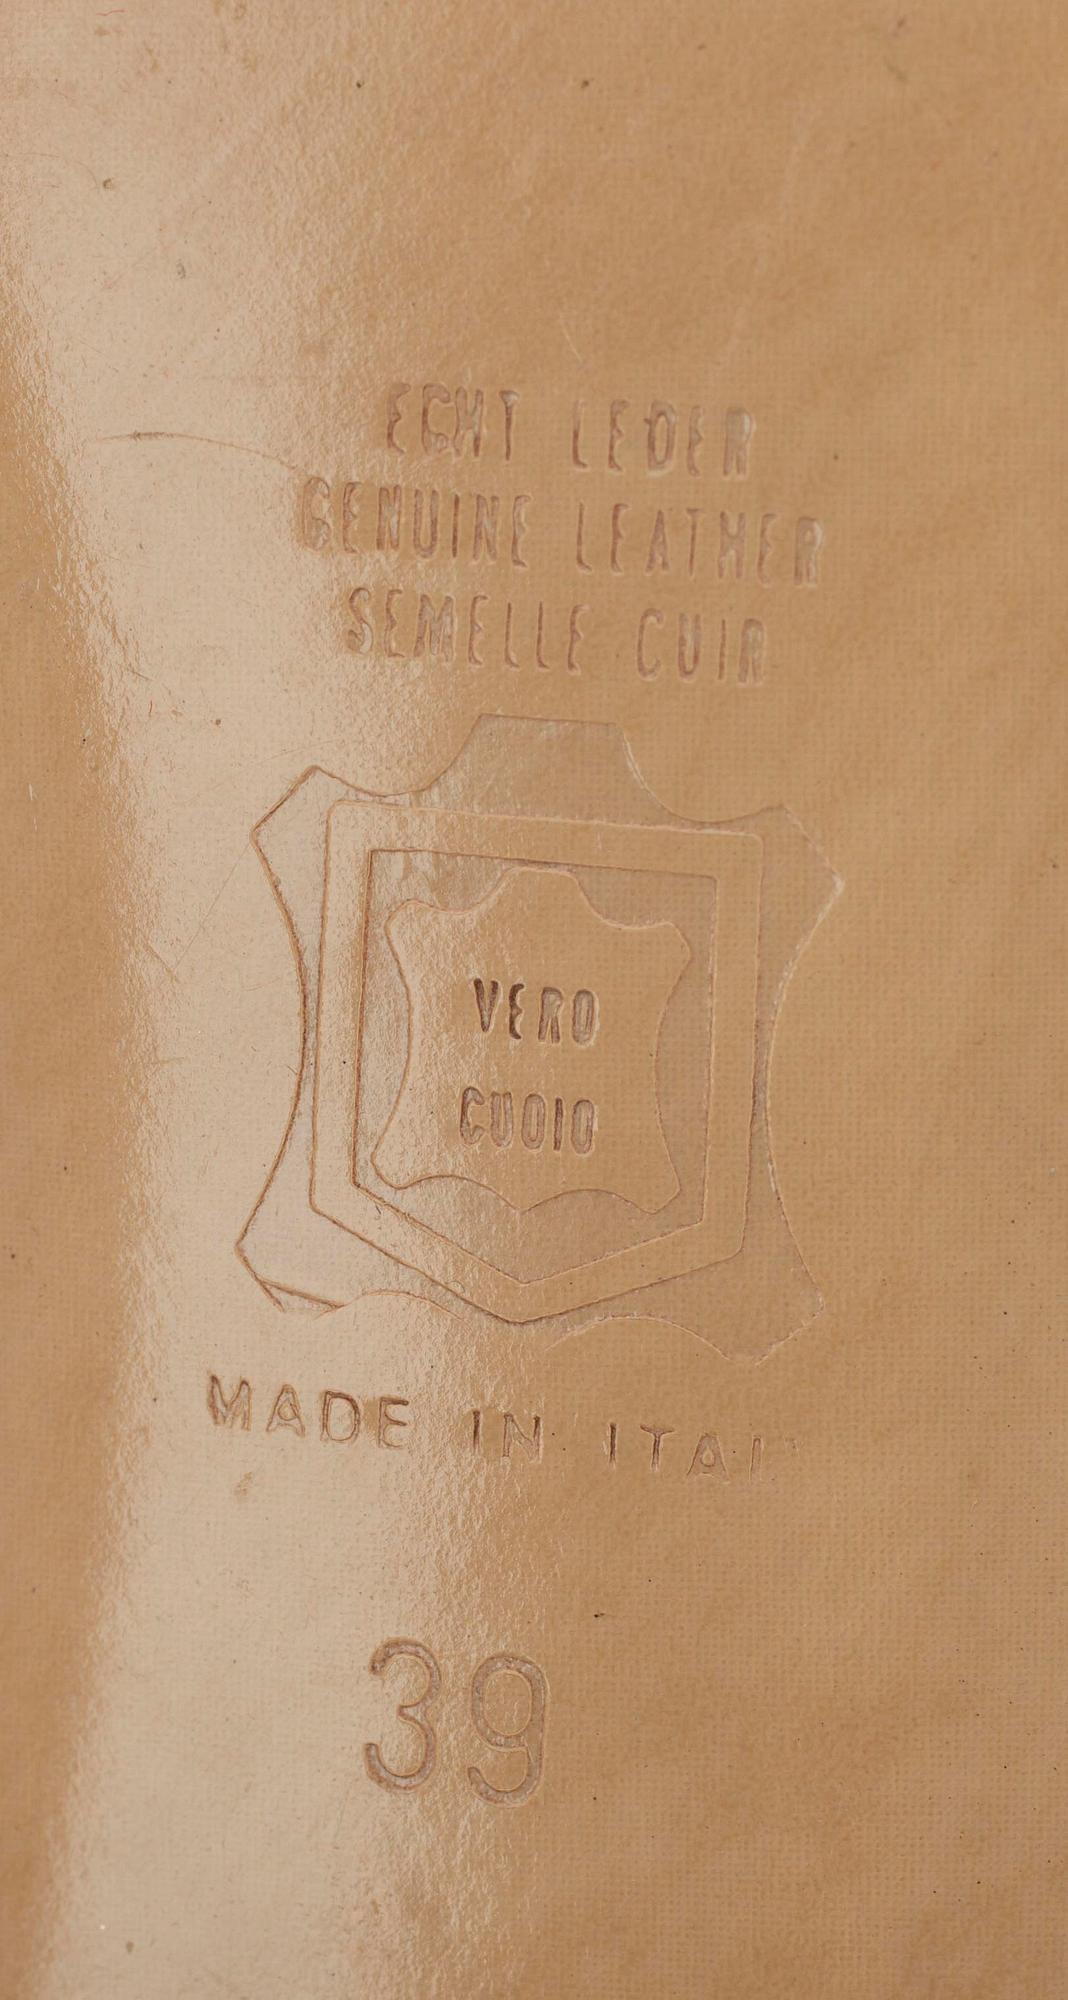 ECHT LEDER
GENUINE LEATHER
SEMELLE CUIR
VERO
CUOIO
MADE IN ITAL
39